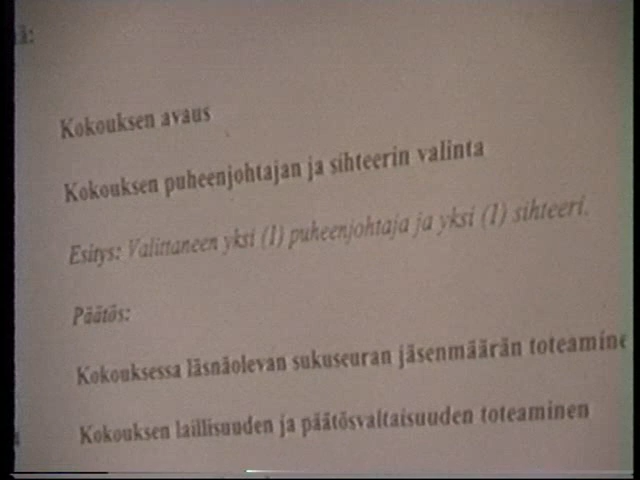 ä:
Kokouksen avaus
Kokouksen puheenjohtajan ja sihteerin valinta
Esitys: Valittaneen yksi (1) puheenjohtaja ja yksi (1) sihteeri.
Päätös:
Kokouksessa läsnäolevan sukuseuran jäsenmäärän toteamine
Kokouksen laillisuuden ja päätösvaltaisuuden toteaminen